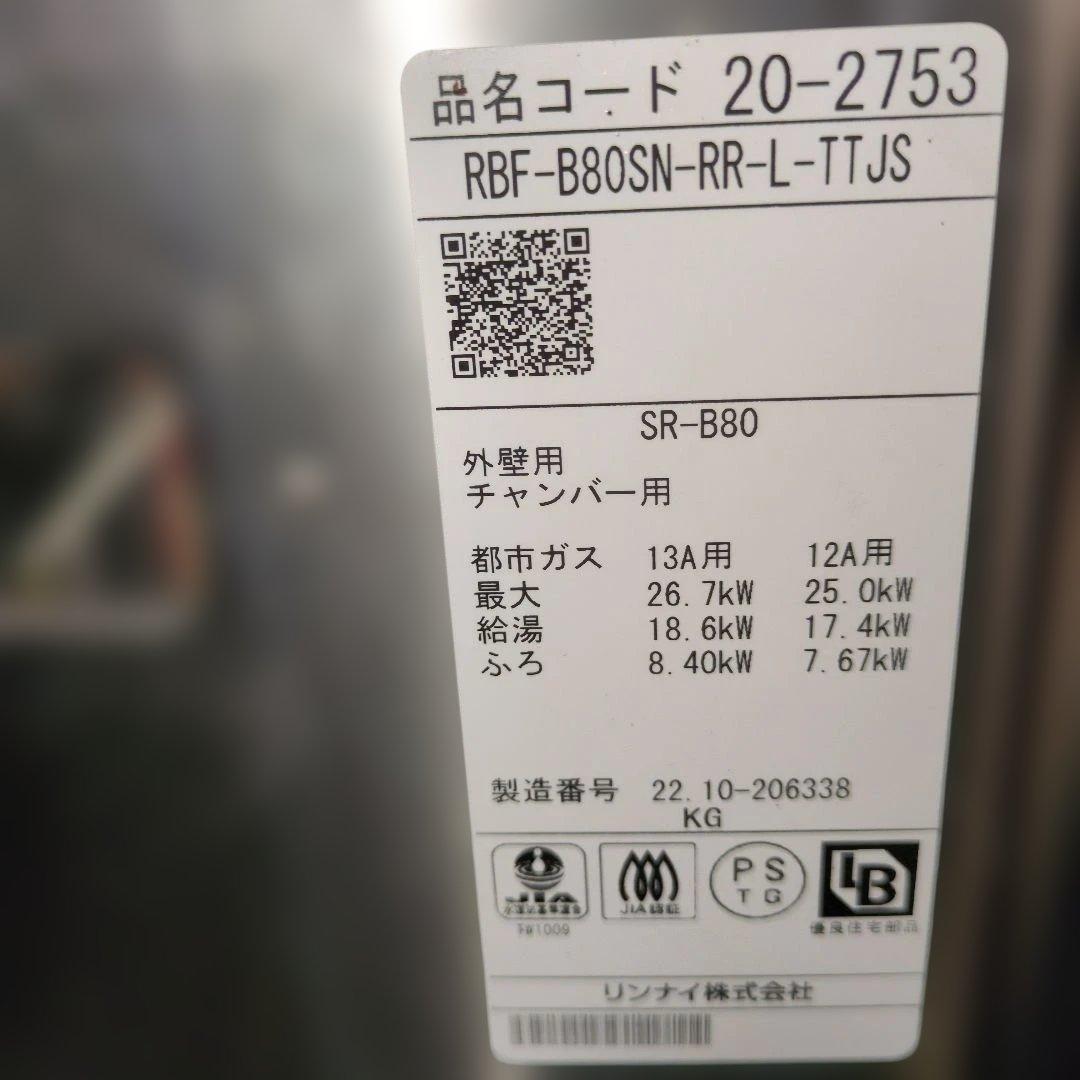 品名コード 20-2753
RBF-B80SN-RR-L-TTJS
SR-B80
外壁用
チャンバー用
都市ガス 13A用 12A用
最大 26.7kW 25.0kW
給湯 18.6kW 17.4kW
ふろ 8.40kW 7.67kW
製造番号 22.10-206338
KG
JIA
JIA認証
PS
TG
LB
優良住宅部品
リンナイ株式会社